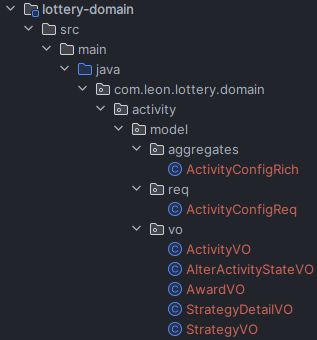 lottery-domain
src
main
java
com.leon.lottery.domain
activity
model
aggregates
ActivityConfigRich
req
ActivityConfigReq
vo
ActivityVO
AlterActivityStateVO
AwardVO
StrategyDetailVO
StrategyVO